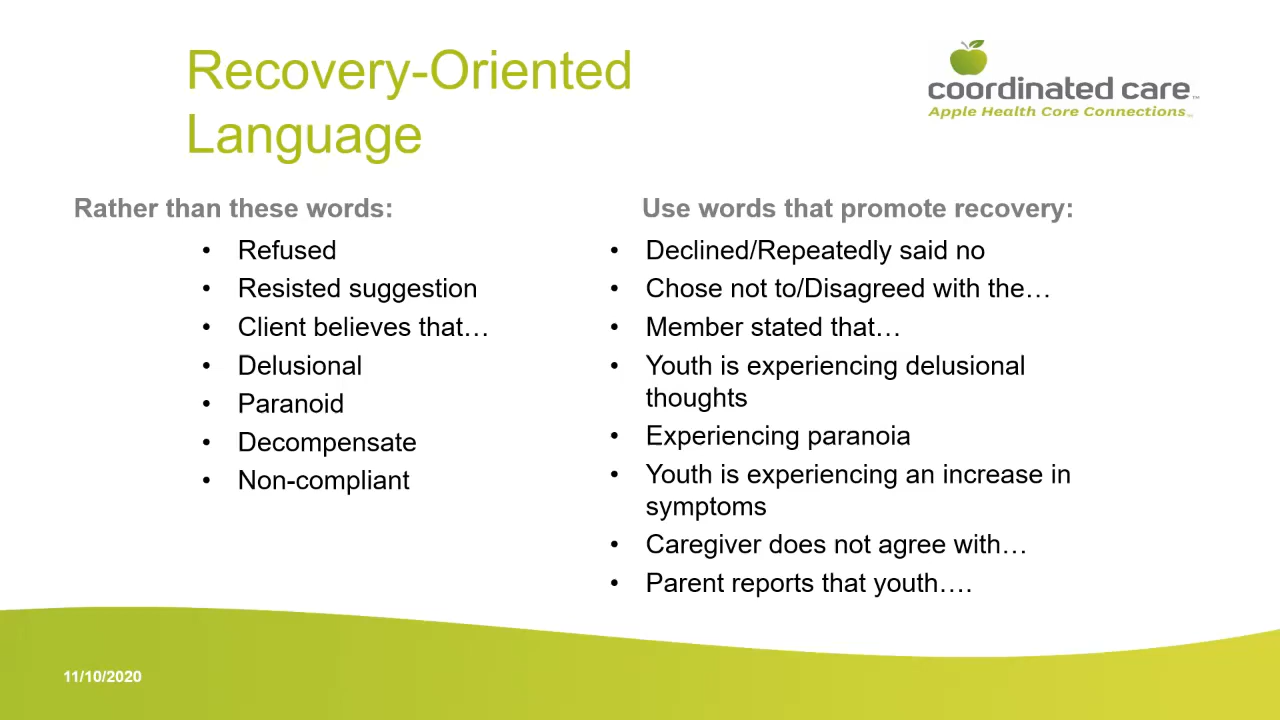 Recovery-Oriented
Language
coordinated care™
Apple Health Core Connections
Rather than these words:
• Refused
• Resisted suggestion
• Client believes that…
• Delusional
• Paranoid
• Decompensate
• Non-compliant
Use words that promote recovery:
• Declined/Repeatedly said no
• Chose not to/Disagreed with the…
• Member stated that…
• Youth is experiencing delusional
thoughts
• Experiencing paranoia
• Youth is experiencing an increase in
symptoms
• Caregiver does not agree with…
• Parent reports that youth….
11/10/2020